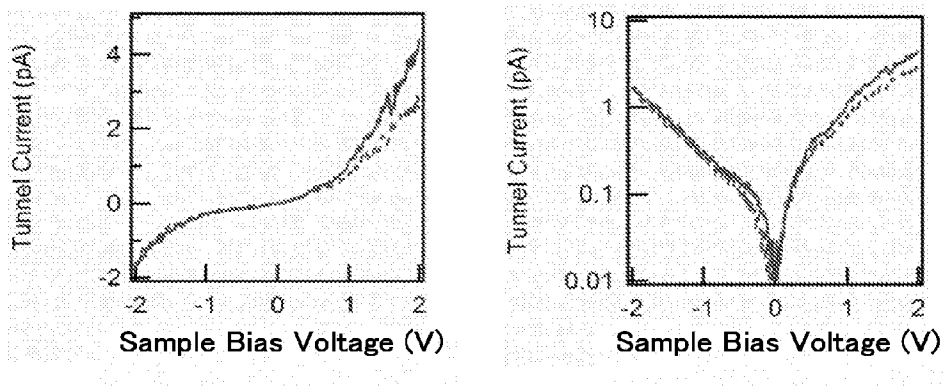 Tunnel Current (pA)
4
2
0
-2
-2 -1 0 1 2
Sample Bias Voltage (V)
Tunnel Current (pA)
10
1
0.1
0.01
-2 -1 0 1 2
Sample Bias Voltage (V)